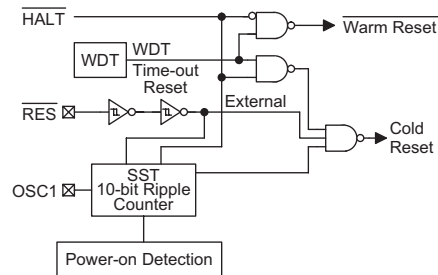 HALT
Warm Reset
WDT
WDT
Time-out
Reset
RES
External
Cold
Reset
SST
10-bit Ripple
Counter
OSC1
Power-on Detection